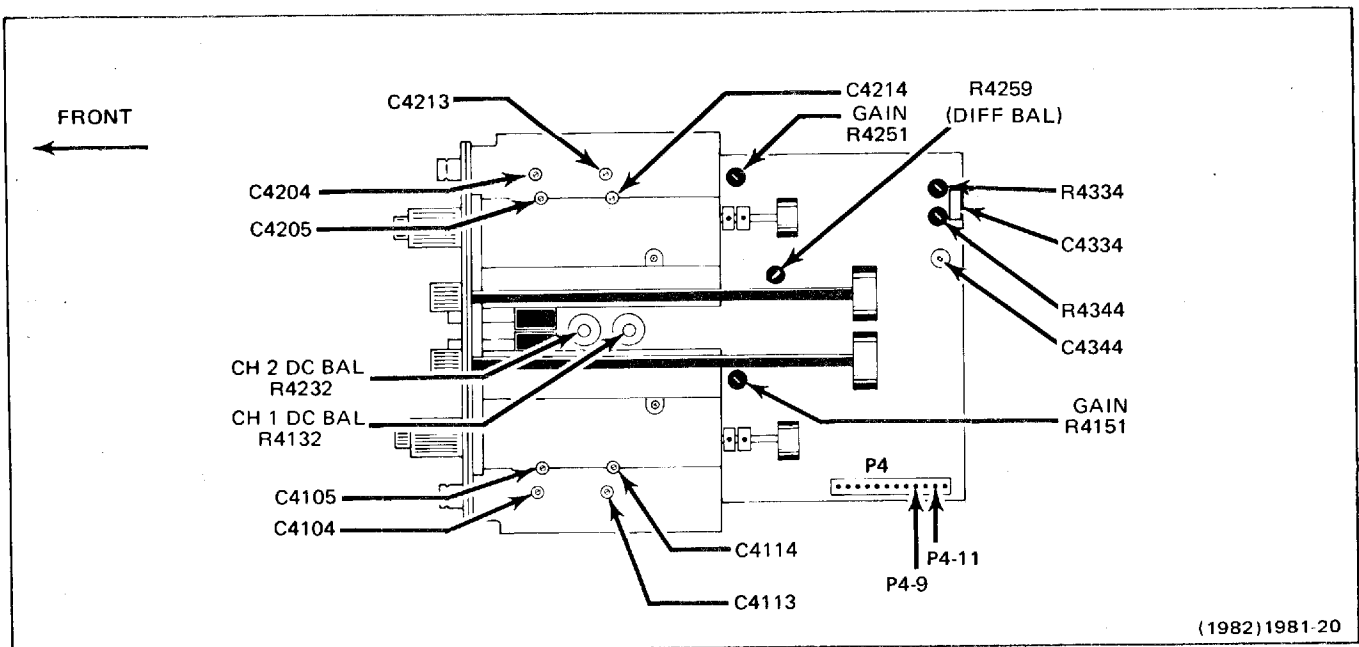 FRONT
C4213
C4214
GAIN
R4251
R4259
(DIFF BAL)
C4204
C4205
R4334
C4334
R4344
C4344
CH 2 DC BAL
R4232
CH 1 DC BAL
R4132
GAIN
R4151
C4105
C4104
P4
C4114
C4113
P4-11
P4-9
(1982)1981-20